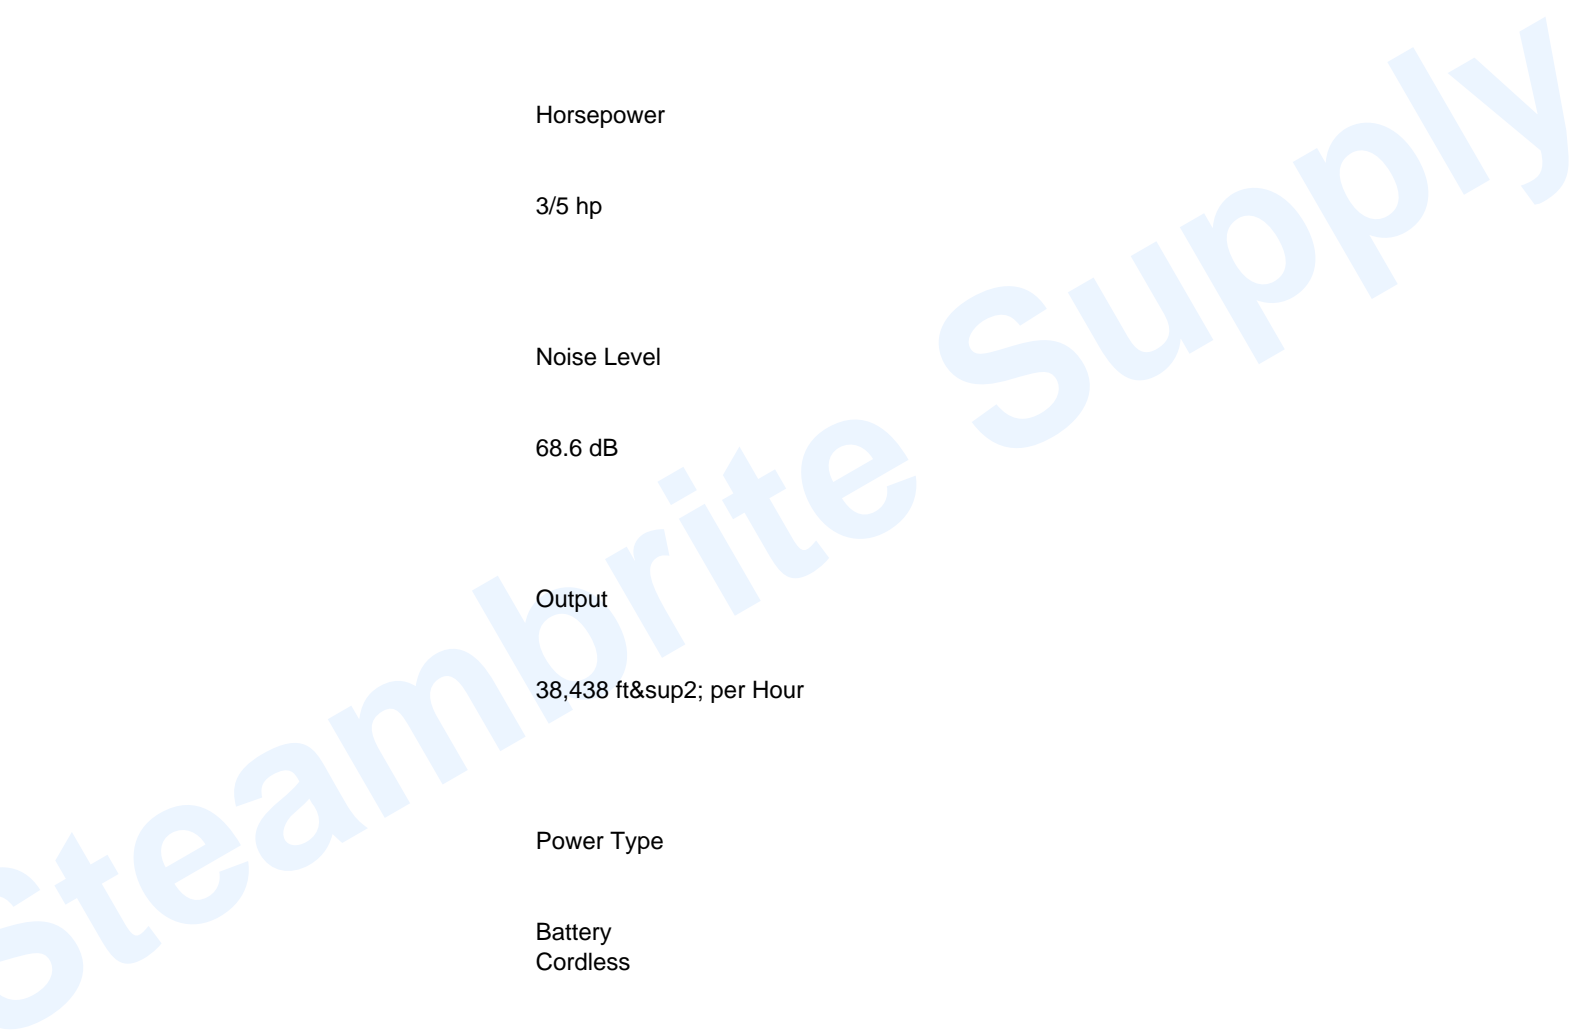 Horsepower
3/5 hp
Noise Level
68.6 dB
Output
38,438 ft&sup2; per Hour
Power Type
Battery
Cordless
Steambrite Supply